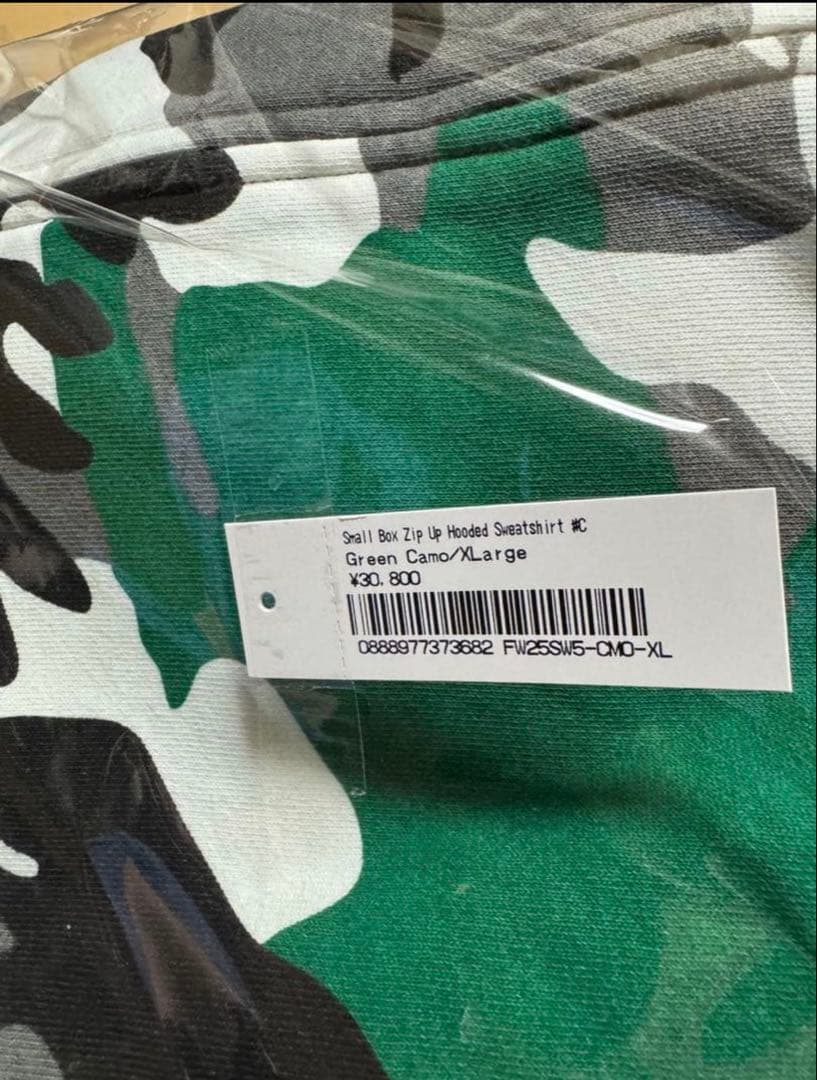 Small Box Zip Up Hooded Sweatshirt #C
Green Camo/XLarge
¥30,800
0888977373682 FW25SW5-CMO-XL